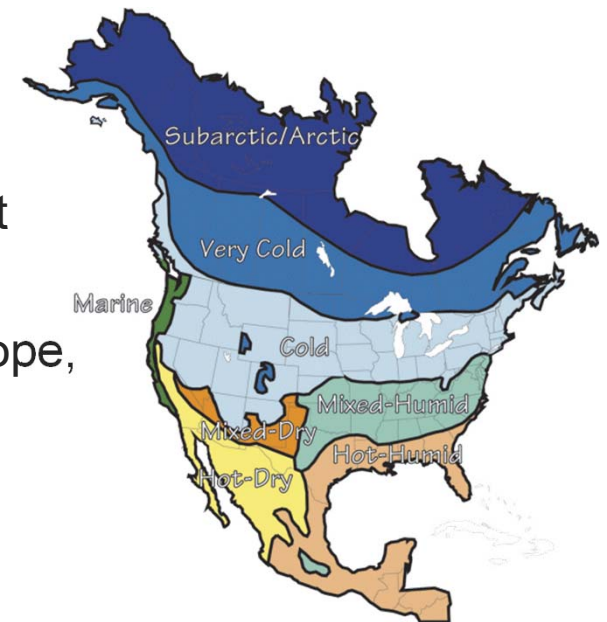 Subarctic/Arctic
t
Very Cold
Marine
ope,
Cold
Mixed-Humid
Mixed-Dry
Hot-Humid
Hot-Dry